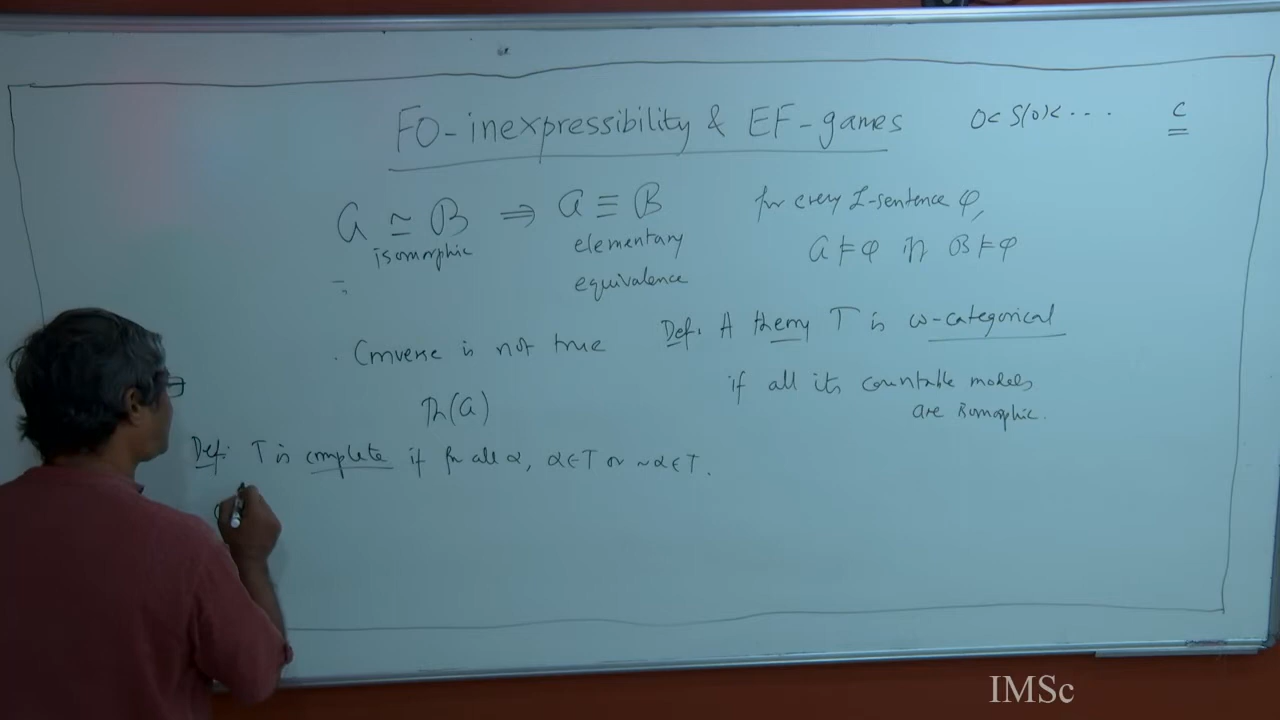 FO-inexpressibility & EF-games
0< S(0)< ....
c
𝒜 ≃ ℬ ⇒ 𝒜 ≡ ℬ
isomorphic
elementary
equivalence
for every L-sentence φ,
𝒜 ⊨ φ iff ℬ ⊨ φ
Def. A theory T is ω-categorical
if all its countable models
are isomorphic.
. Converse is not true
Th(𝒜)
Def: T is complete if for all α, α∈T or ~α∈T.
IMSc